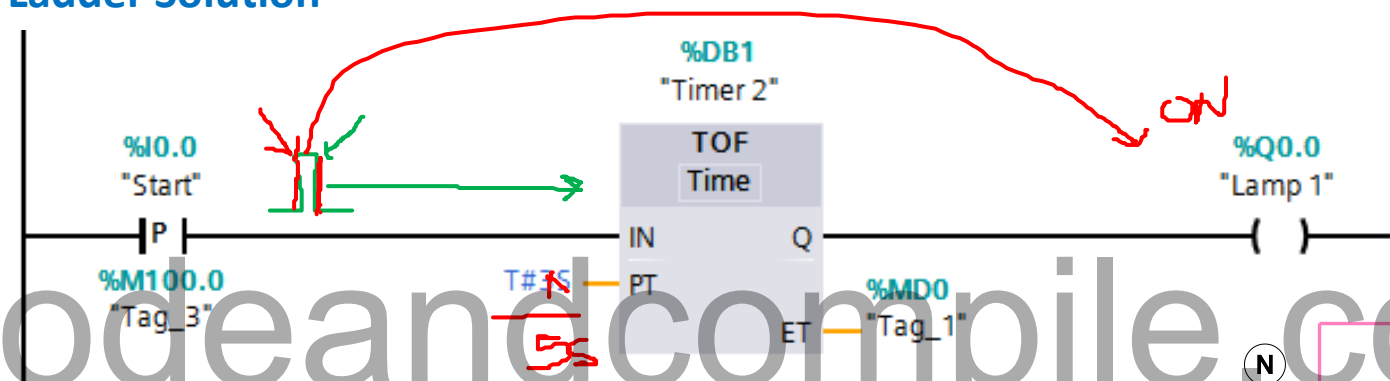 Ladder Solution
%DB1
"Timer 2"
ON
%I0.0
"Start"
TOF
Time
%Q0.0
"Lamp 1"
P
IN
Q
%M100.0
"Tag_3"
T#3S
PT
%MD0
"Tag_1"
ET
5s
N
odeandcompile.co